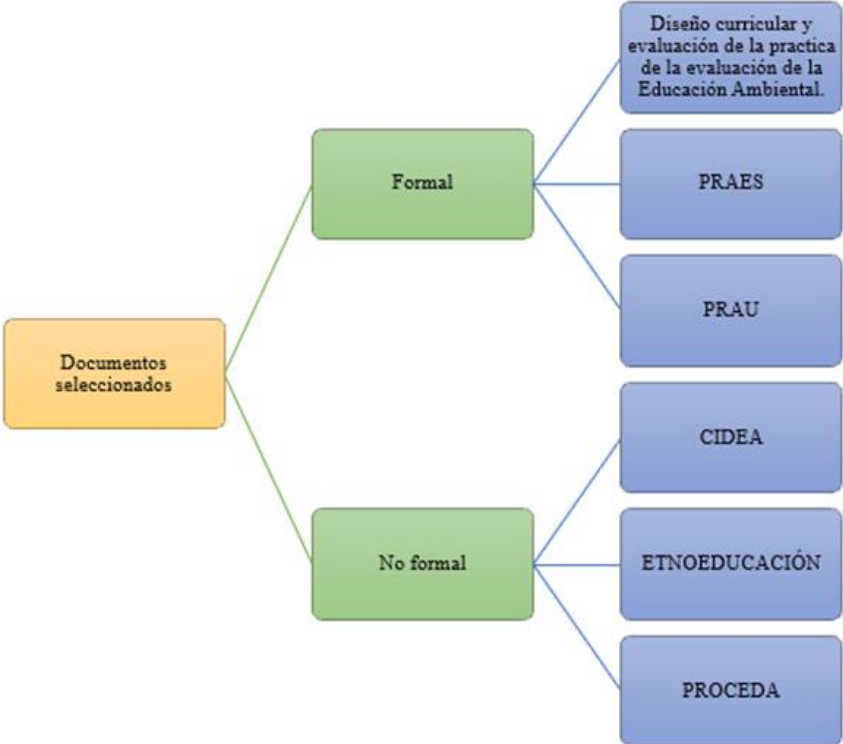 Documentos
seleccionados
Formal
Diseño curricular y
evaluación de la practica
de la evaluación de la
Educación Ambiental.
PRAES
PRAU
No formal
CIDEA
ETNOEDUCACIÓN
PROCEDA